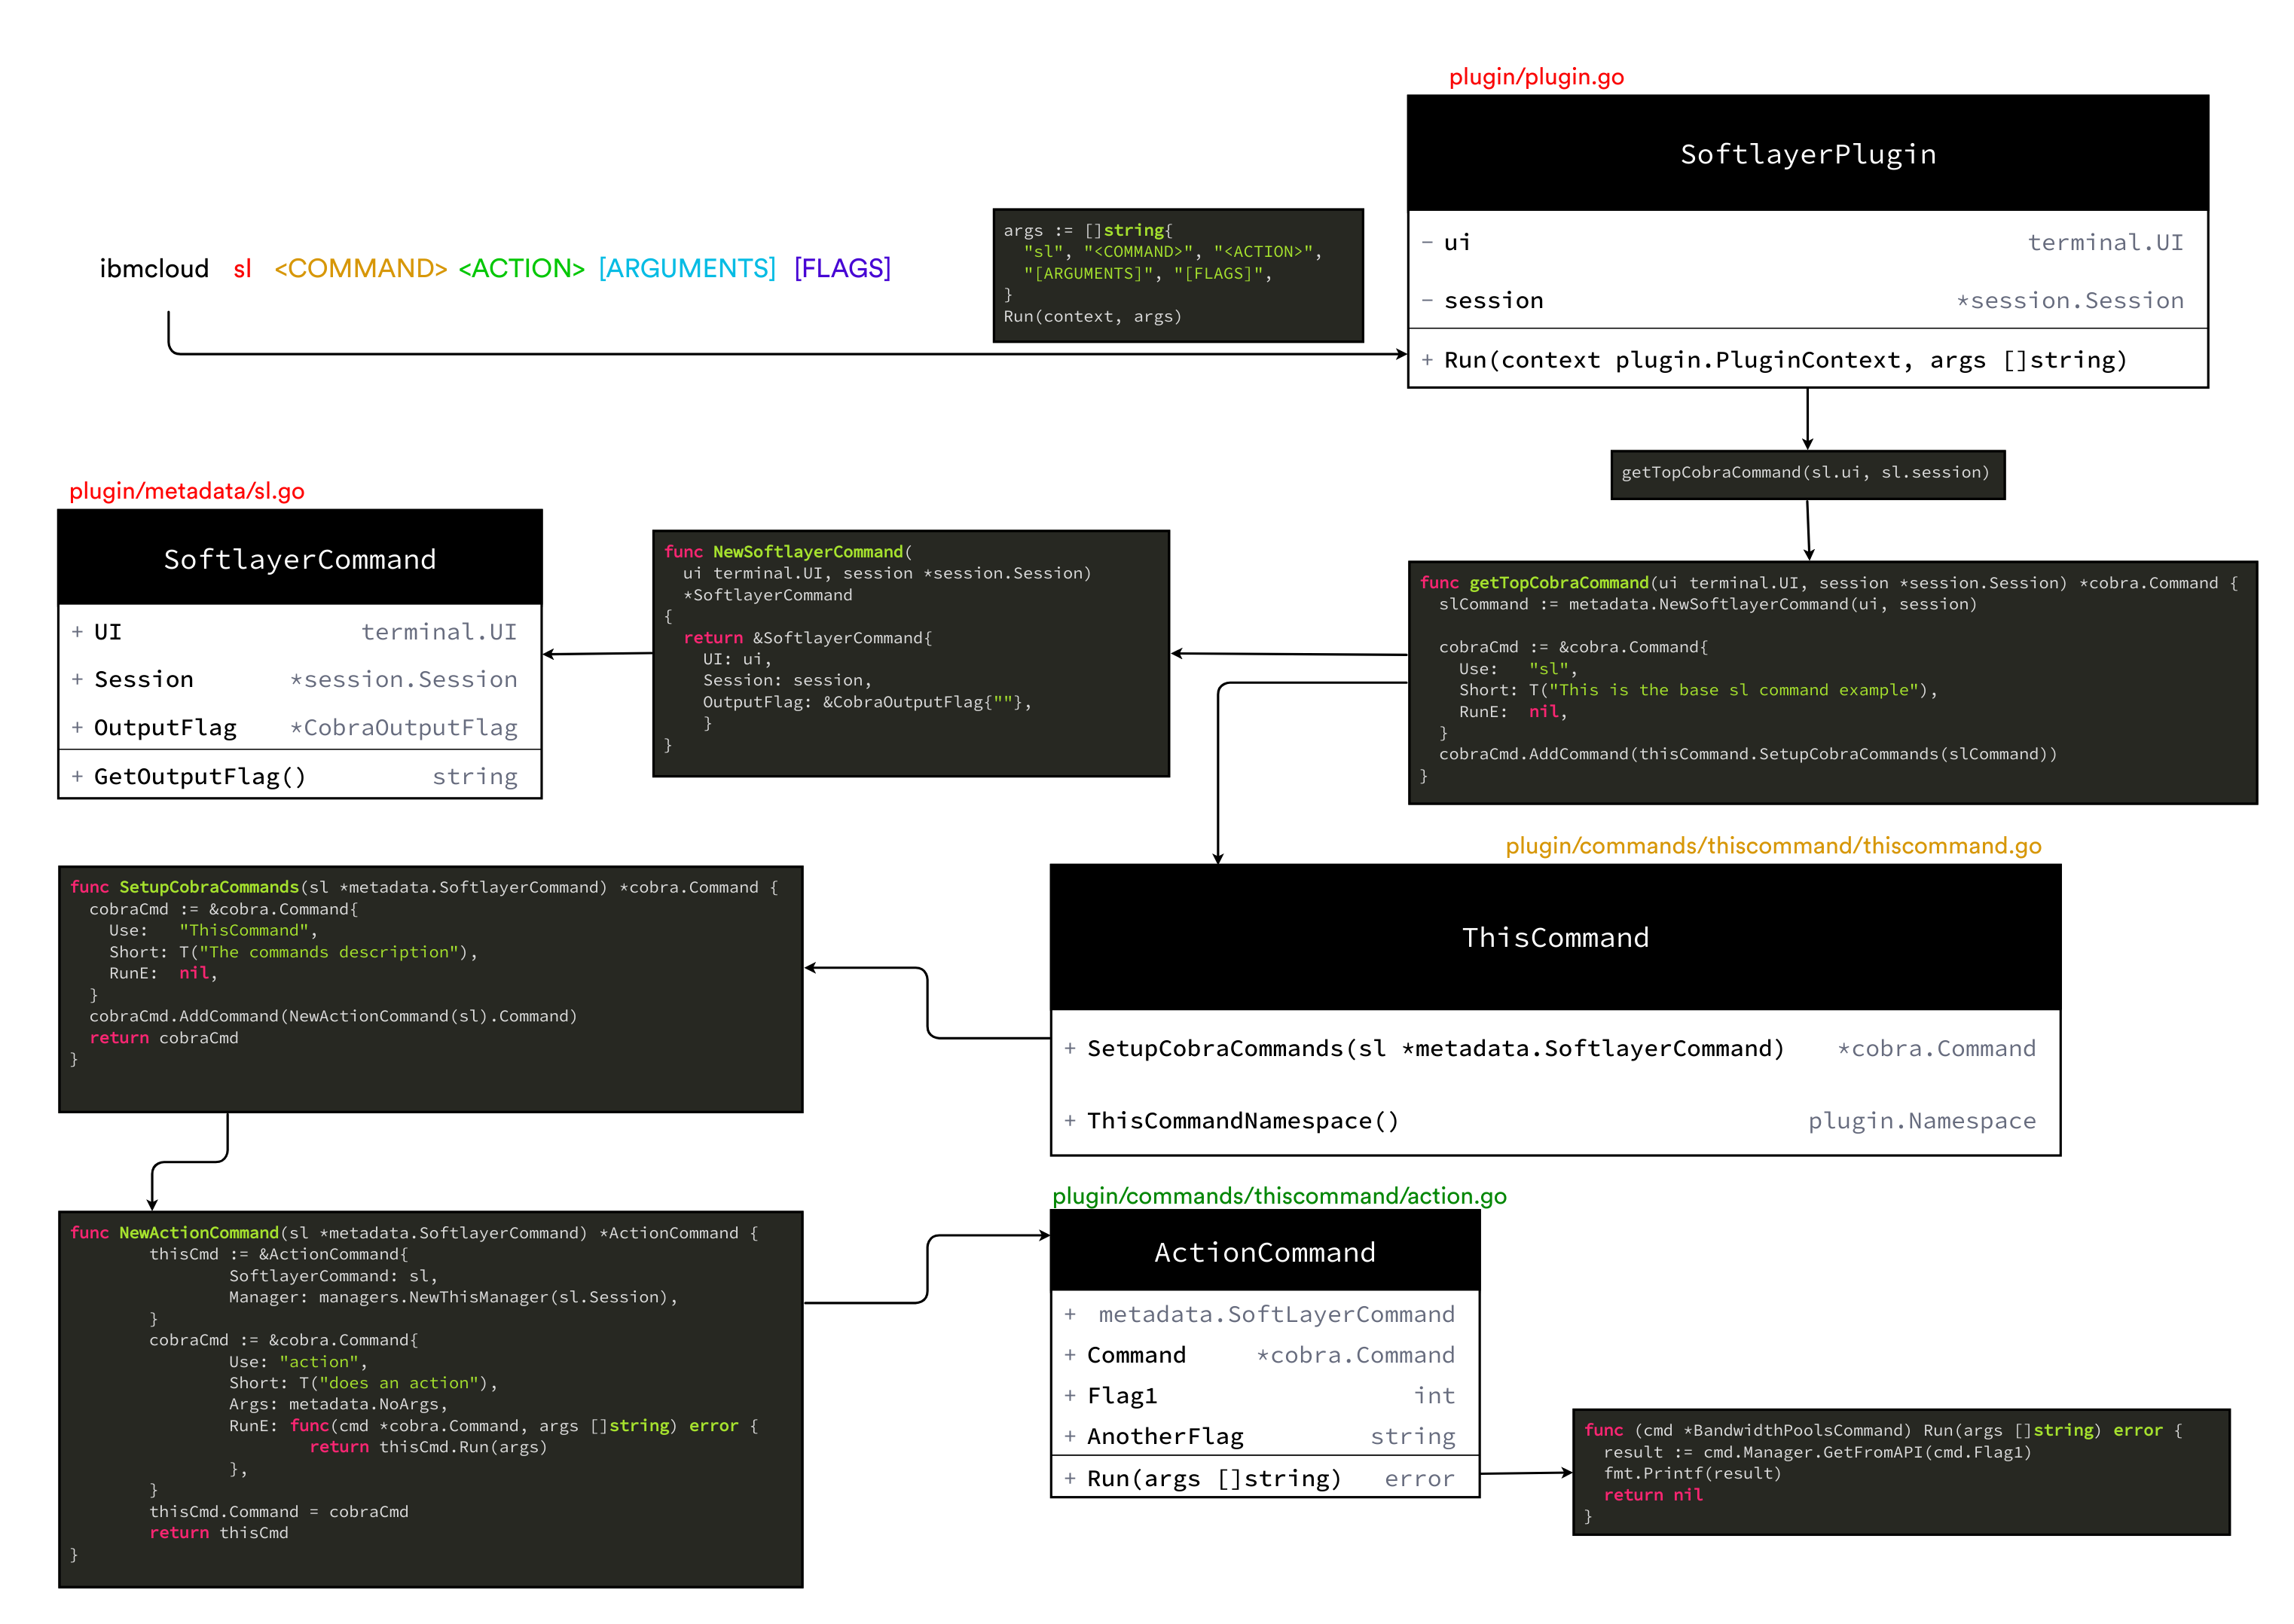 plugin/plugin.go
SoftlayerPlugin
- ui terminal.UI
- session *session.Session
+ Run(context plugin.PluginContext, args []string)
ibmcloud sl <COMMAND> <ACTION> [ARGUMENTS] [FLAGS]
args := []string{
"sl", "<COMMAND>", "<ACTION>",
"[ARGUMENTS]", "[FLAGS]",
}
Run(context, args)
getTopCobraCommand(sl.ui, sl.session)
plugin/metadata/sl.go
SoftlayerCommand
+ UI terminal.UI
+ Session *session.Session
+ OutputFlag *CobraOutputFlag
+ GetOutputFlag() string
func NewSoftlayerCommand(
ui terminal.UI, session *session.Session)
*SoftlayerCommand
{
return &SoftlayerCommand{
UI: ui,
Session: session,
OutputFlag: &CobraOutputFlag{""},
}
}
func getTopCobraCommand(ui terminal.UI, session *session.Session) *cobra.Command {
slCommand := metadata.NewSoftlayerCommand(ui, session)
cobraCmd := &cobra.Command{
Use: "sl",
Short: T("This is the base sl command example"),
RunE: nil,
}
cobraCmd.AddCommand(thisCommand.SetupCobraCommands(slCommand))
}
plugin/commands/thiscommand/thiscommand.go
ThisCommand
+ SetupCobraCommands(sl *metadata.SoftlayerCommand) *cobra.Command
+ ThisCommandNamespace() plugin.Namespace
func SetupCobraCommands(sl *metadata.SoftlayerCommand) *cobra.Command {
cobraCmd := &cobra.Command{
Use: "ThisCommand",
Short: T("The commands description"),
RunE: nil,
}
cobraCmd.AddCommand(NewActionCommand(sl).Command)
return cobraCmd
}
func NewActionCommand(sl *metadata.SoftlayerCommand) *ActionCommand {
thisCmd := &ActionCommand{
SoftlayerCommand: sl,
Manager: managers.NewThisManager(sl.Session),
}
cobraCmd := &cobra.Command{
Use: "action",
Short: T("does an action"),
Args: metadata.NoArgs,
RunE: func(cmd *cobra.Command, args []string) error {
return thisCmd.Run(args)
},
}
thisCmd.Command = cobraCmd
return thisCmd
}
plugin/commands/thiscommand/action.go
ActionCommand
+ metadata.SoftLayerCommand
+ Command *cobra.Command
+ Flag1 int
+ AnotherFlag string
+ Run(args []string) error
func (cmd *BandwidthPoolsCommand) Run(args []string) error {
result := cmd.Manager.GetFromAPI(cmd.Flag1)
fmt.Printf(result)
return nil
}